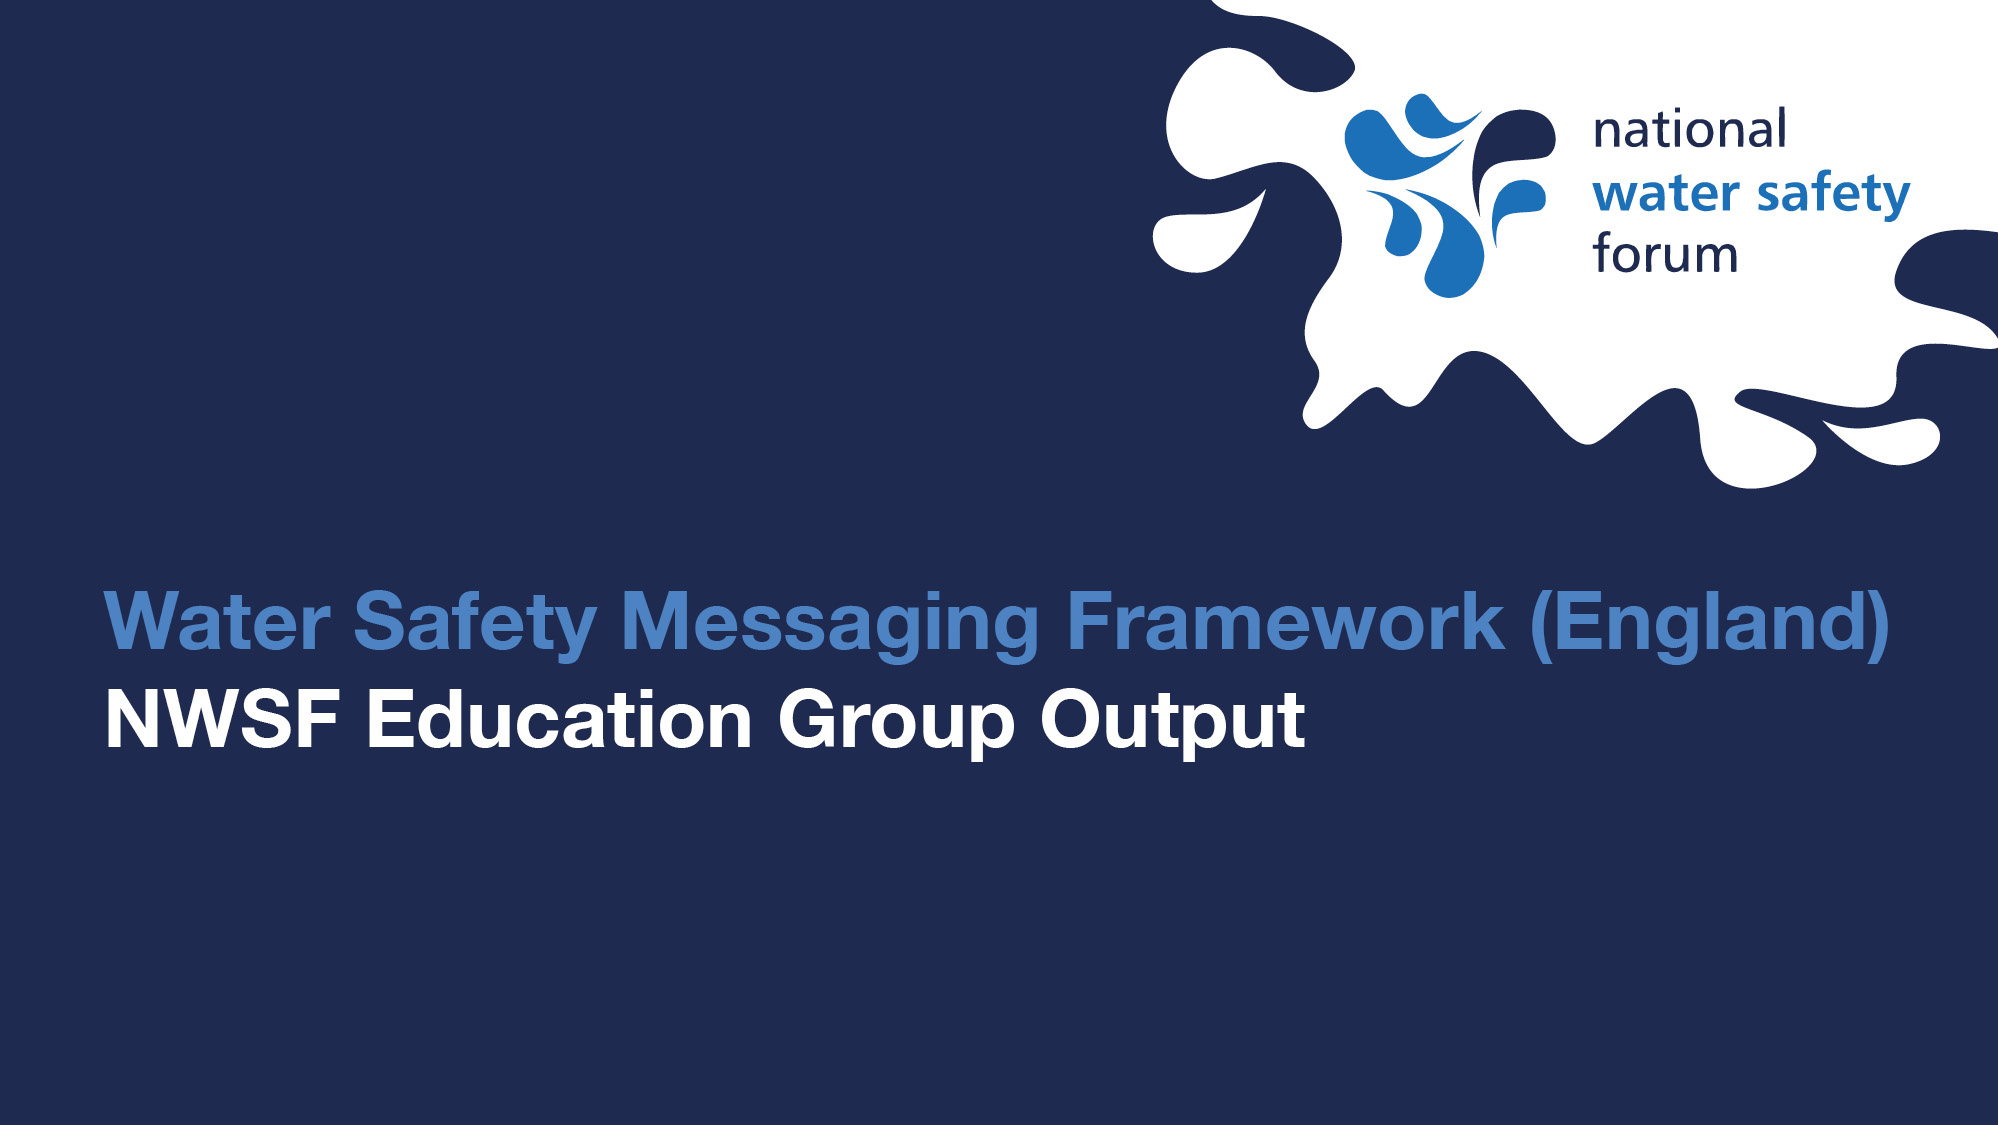 national
water safety
forum
Water Safety Messaging Framework (England)
NWSF Education Group Output